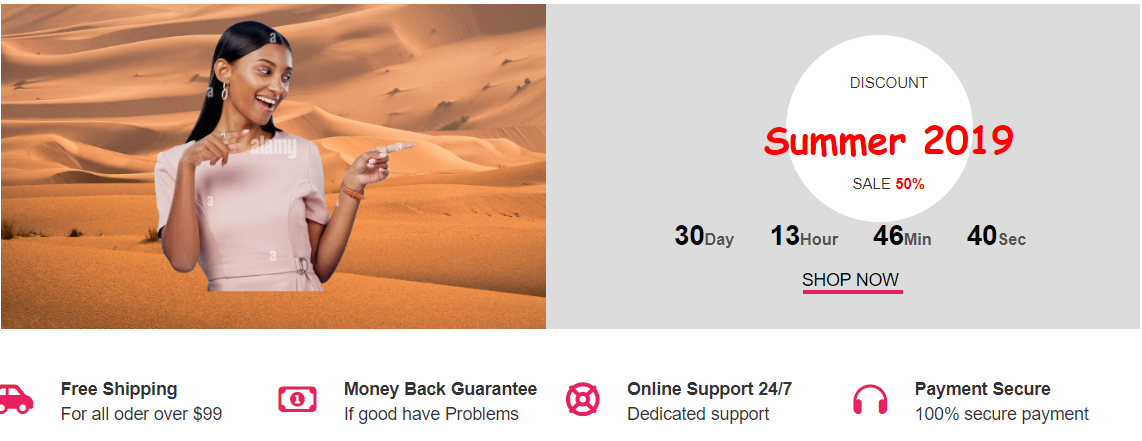 a
a
alamy
a
a
a
DISCOUNT
Summer 2019
SALE 50%
30Day 13Hour 46Min 40Sec
SHOP NOW
Free Shipping
For all oder over $99
Money Back Guarantee
If good have Problems
Online Support 24/7
Dedicated support
Payment Secure
100% secure payment